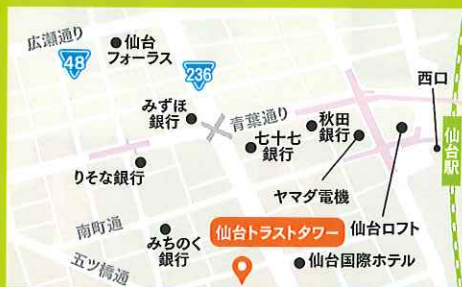 広瀬通り
48
仙台
フォーラス
236
西口
みずほ
銀行
青葉通り
七十七
銀行
秋田
銀行
仙台駅
りそな銀行
ヤマダ電機
南町通
みちのく
銀行
仙台トラストタワー
仙台ロフト
五ツ橋通
仙台国際ホテル